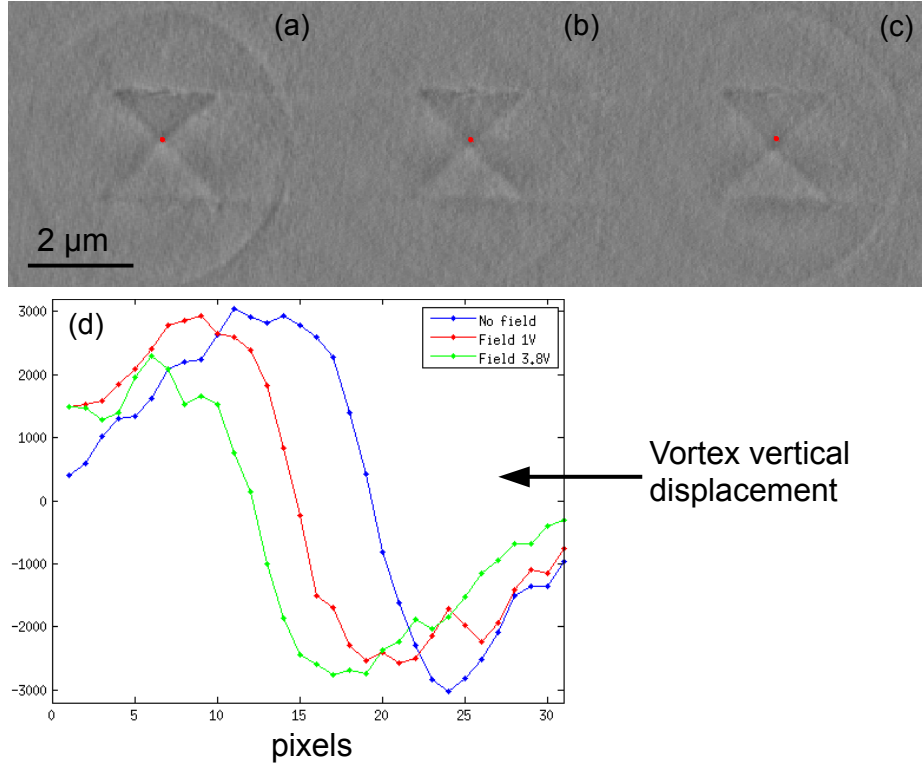 (a)
(b)
(c)
2 µm
(d)
3000
2000
1000
0
-1000
-2000
-3000
No field
Field 1V
Field 3.8V
0
5
10
15
20
25
30
pixels
Vortex vertical
displacement